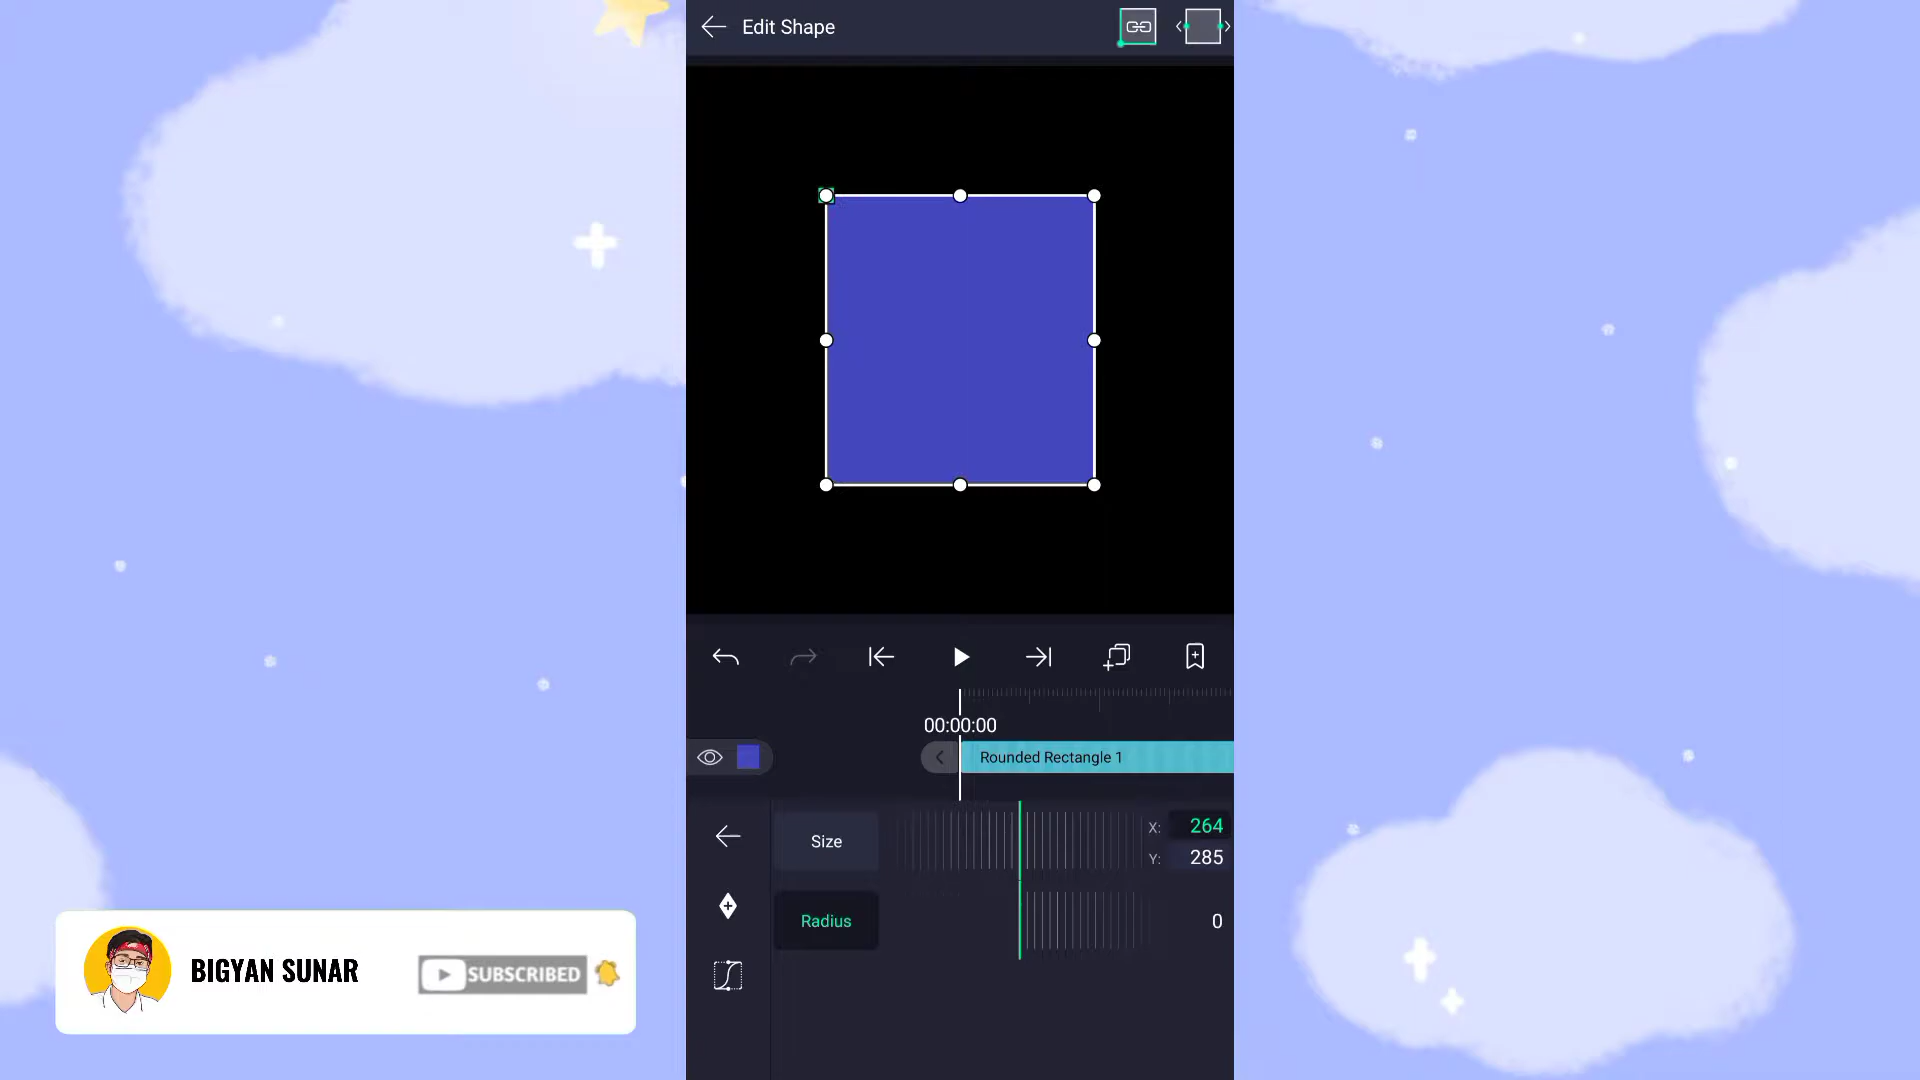 Edit Shape
00:00:00
Rounded Rectangle 1
Size
X: 264
Y: 285
Radius
0
BIGYAN SUNAR
SUBSCRIBED